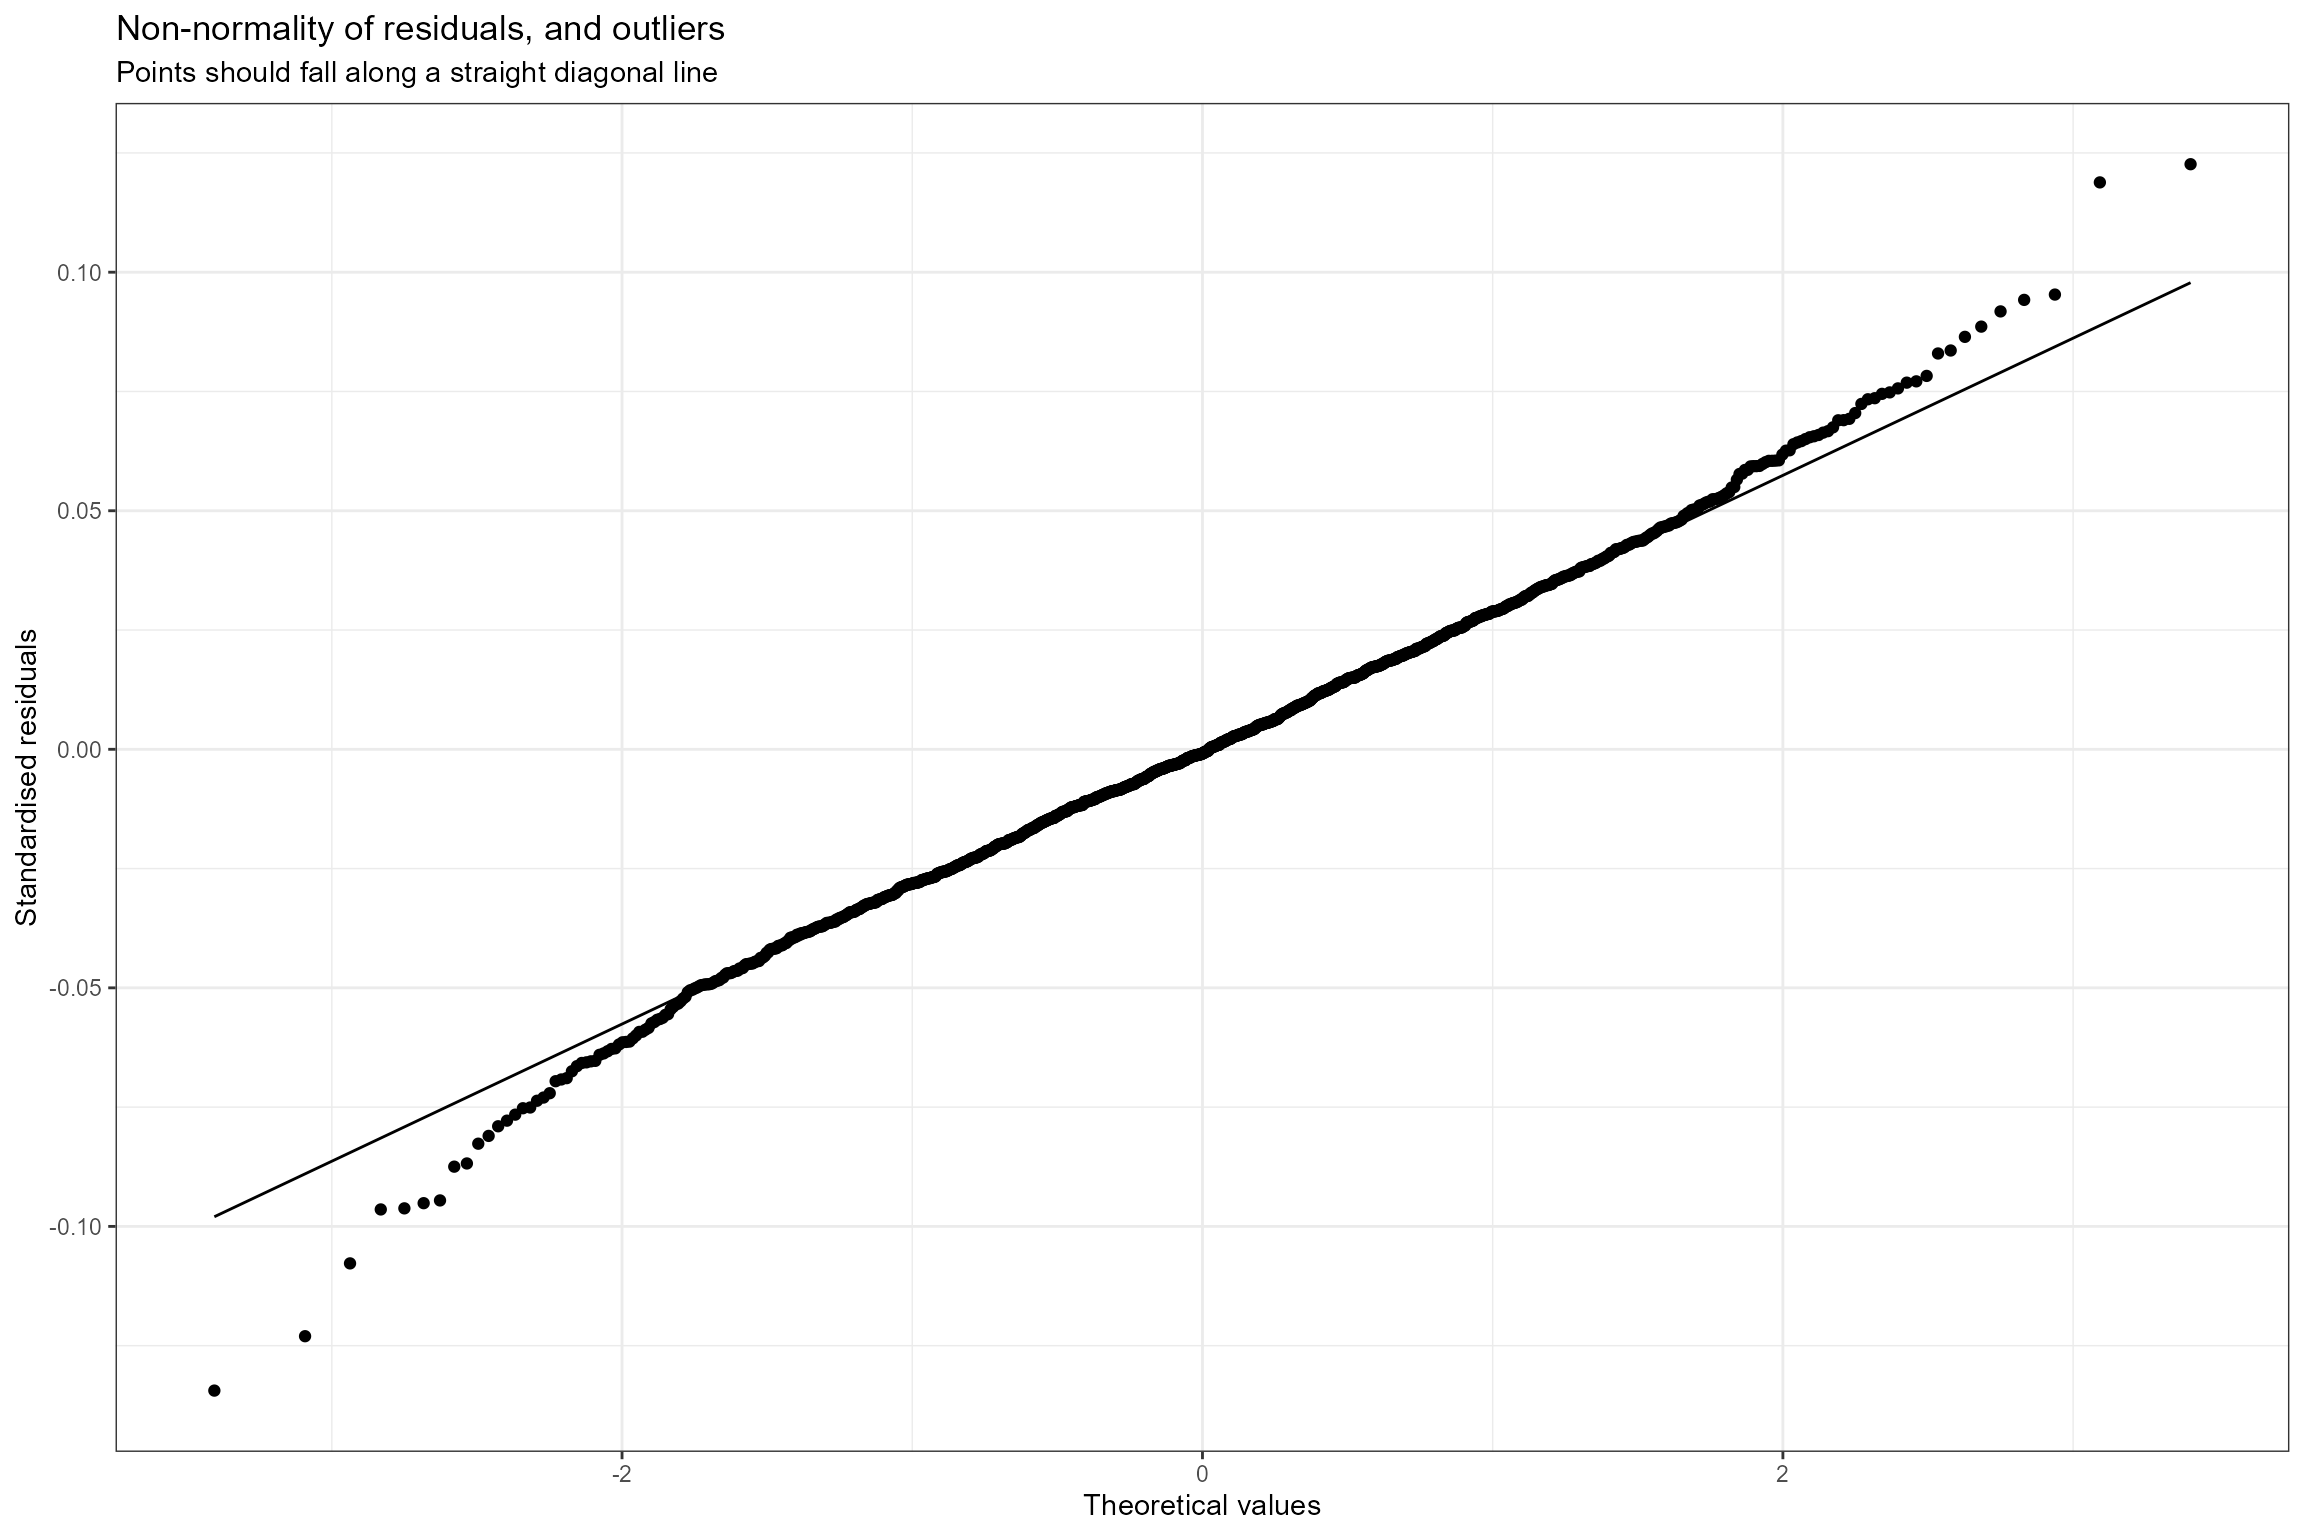 Non-normality of residuals, and outliers
Points should fall along a straight diagonal line
0.10
0.05
0.00
-0.05
-0.10
Standardised residuals
-2
0
2
Theoretical values